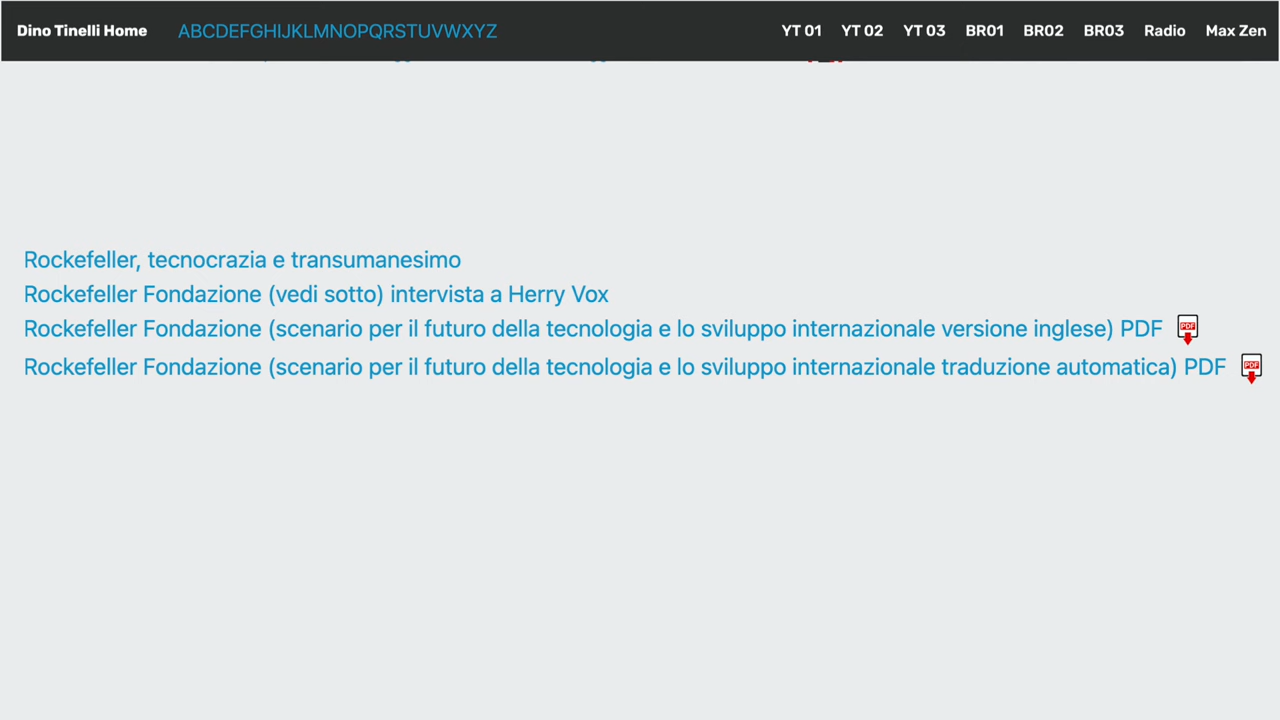 Dino Tinelli Home ABCDEFGHIJKLMNOPQRSTUVWXYZ YT 01 YT 02 YT 03 BR01 BR02 BR03 Radio Max Zen
Rockefeller, tecnocrazia e transumanesimo
Rockefeller Fondazione (vedi sotto) intervista a Herry Vox
Rockefeller Fondazione (scenario per il futuro della tecnologia e lo sviluppo internazionale versione inglese) PDF PDF
Rockefeller Fondazione (scenario per il futuro della tecnologia e lo sviluppo internazionale traduzione automatica) PDF PDF